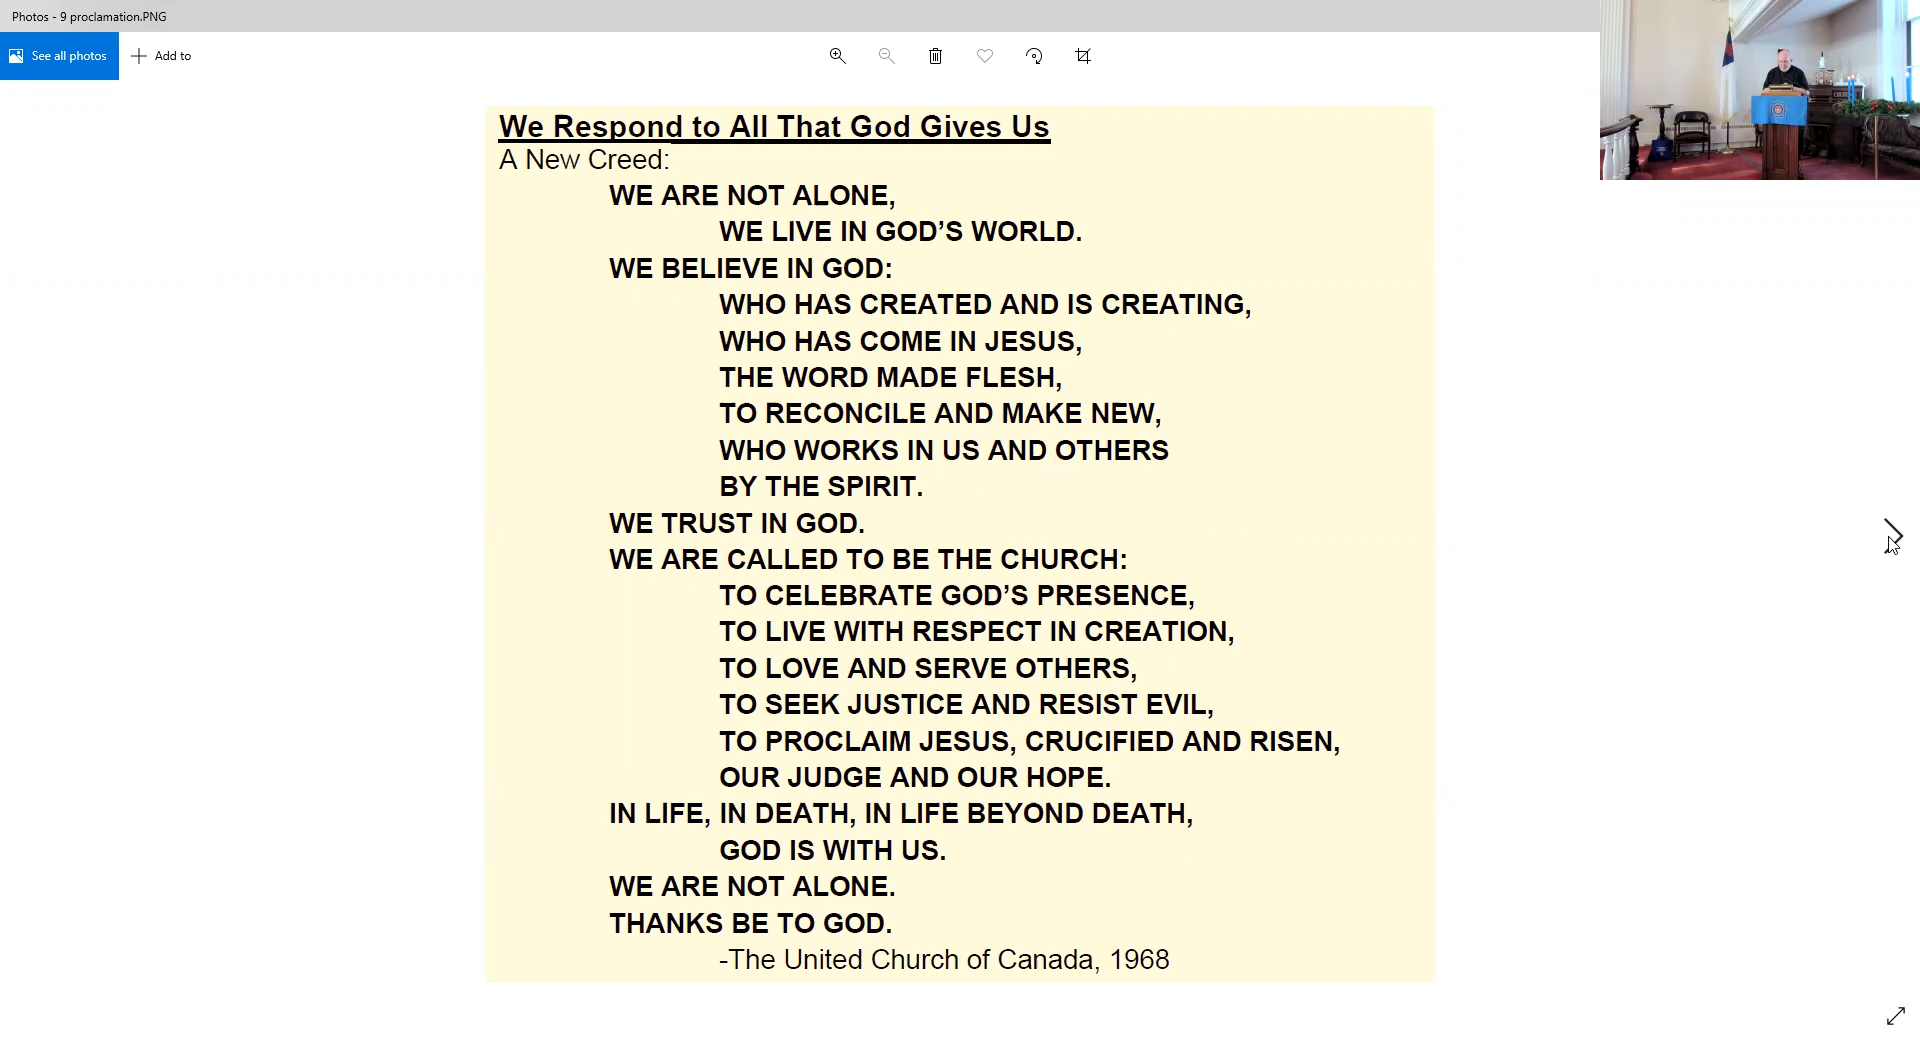 Photos - 9 proclamation.PNG
See all photos
Add to
We Respond to All That God Gives Us
A New Creed:
WE ARE NOT ALONE,
WE LIVE IN GOD’S WORLD.
WE BELIEVE IN GOD:
WHO HAS CREATED AND IS CREATING,
WHO HAS COME IN JESUS,
THE WORD MADE FLESH,
TO RECONCILE AND MAKE NEW,
WHO WORKS IN US AND OTHERS
BY THE SPIRIT.
WE TRUST IN GOD.
WE ARE CALLED TO BE THE CHURCH:
TO CELEBRATE GOD’S PRESENCE,
TO LIVE WITH RESPECT IN CREATION,
TO LOVE AND SERVE OTHERS,
TO SEEK JUSTICE AND RESIST EVIL,
TO PROCLAIM JESUS, CRUCIFIED AND RISEN,
OUR JUDGE AND OUR HOPE.
IN LIFE, IN DEATH, IN LIFE BEYOND DEATH,
GOD IS WITH US.
WE ARE NOT ALONE.
THANKS BE TO GOD.
-The United Church of Canada, 1968